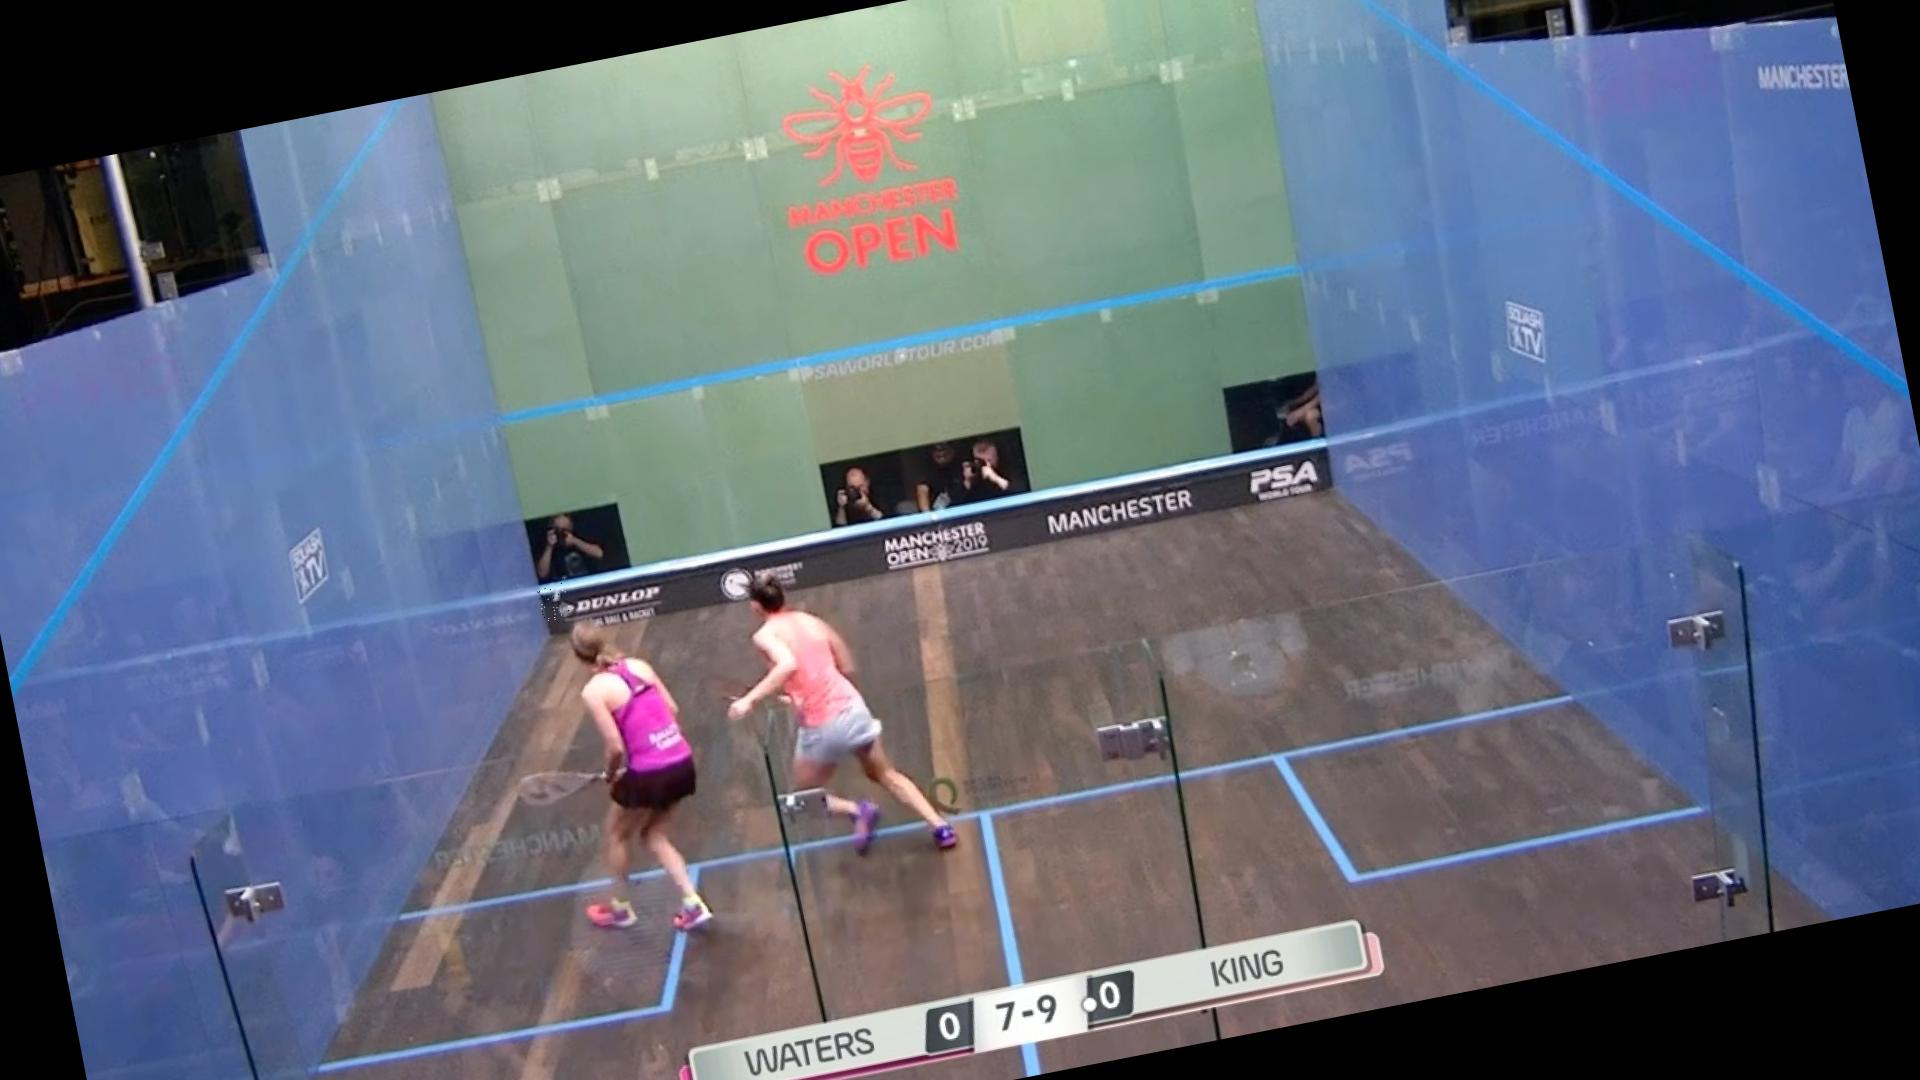 MANCHESTER
MANCHESTER
OPEN
PSAWORLDTOUR.COM
SQUASH
TV
SQUASH
TV
PSA
WORLD TOUR
MANCHESTER
MANCHESTER
OPEN 2019
DUNLOP
WATERS 0 7-9 0 KING